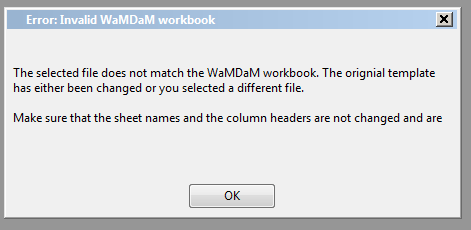 Error: Invalid WaMDaM workbook
The selected file does not match the WaMDaM workbook. The orignial template
has either been changed or you selected a different file.
Make sure that the sheet names and the column headers are not changed and are
OK